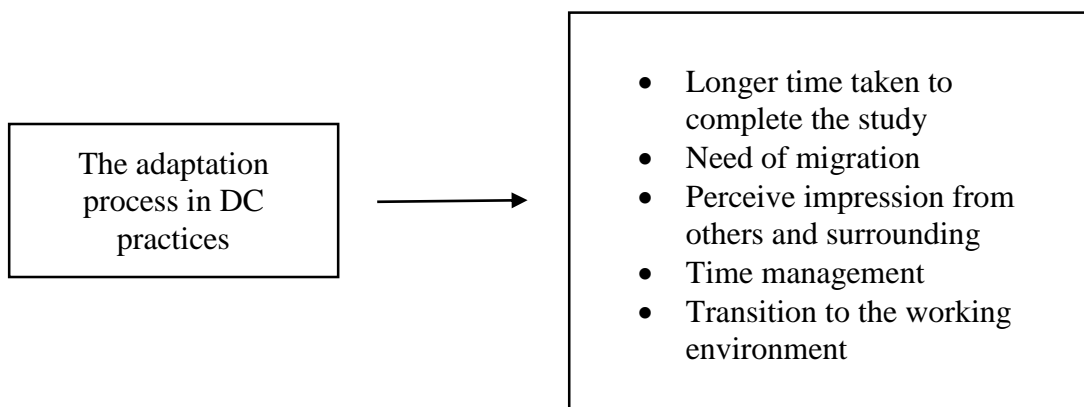 The adaptation
process in DC
practices
• Longer time taken to
complete the study
• Need of migration
• Perceive impression from
others and surrounding
• Time management
• Transition to the working
environment